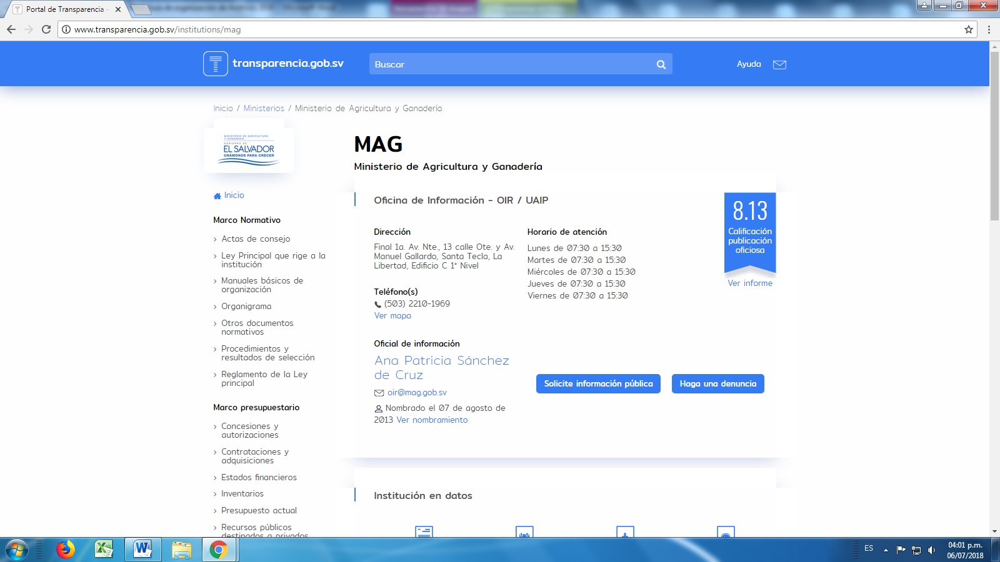 Portal de Transparencia -
www.transparencia.gob.sv/institutions/mag
transparencia.gob.sv
Buscar
Ayuda
Inicio / Ministerios / Ministerio de Agricultura y Ganadería
MINISTERIO DE AGRICULTURA
Y GANADERÍA
GOBIERNO DE
EL SALVADOR
UNÁMONOS PARA CRECER
Inicio
Marco Normativo
Actas de consejo
Ley Principal que rige a la
institución
Manuales básicos de
organización
Organigrama
Otros documentos
normativos
Procedimientos y
resultados de selección
Reglamento de la Ley
principal
Marco presupuestario
Concesiones y
autorizaciones
Contrataciones y
adquisiciones
Estados financieros
Inventarios
Presupuesto actual
Recursos públicos
destinados a privados
MAG
Ministerio de Agricultura y Ganadería
Oficina de Información - OIR / UAIP
Dirección
Final 1a. Av. Nte., 13 calle Ote. y Av.
Manuel Gallardo, Santa Tecla, La
Libertad, Edificio C 1° Nivel
Teléfono(s)
(503) 2210-1969
Ver mapa
Horario de atención
Lunes de 07:30 a 15:30
Martes de 07:30 a 15:30
Miércoles de 07:30 a 15:30
Jueves de 07:30 a 15:30
Viernes de 07:30 a 15:30
8.13
Calificación
publicación
oficiosa
Ver informe
Oficial de información
Ana Patricia Sánchez
de Cruz
oir@mag.gob.sv
Nombrado el 07 de agosto de
2013 Ver nombramiento
Solicite información pública
Haga una denuncia
Institución en datos
ES
04:01 p.m.
06/07/2018